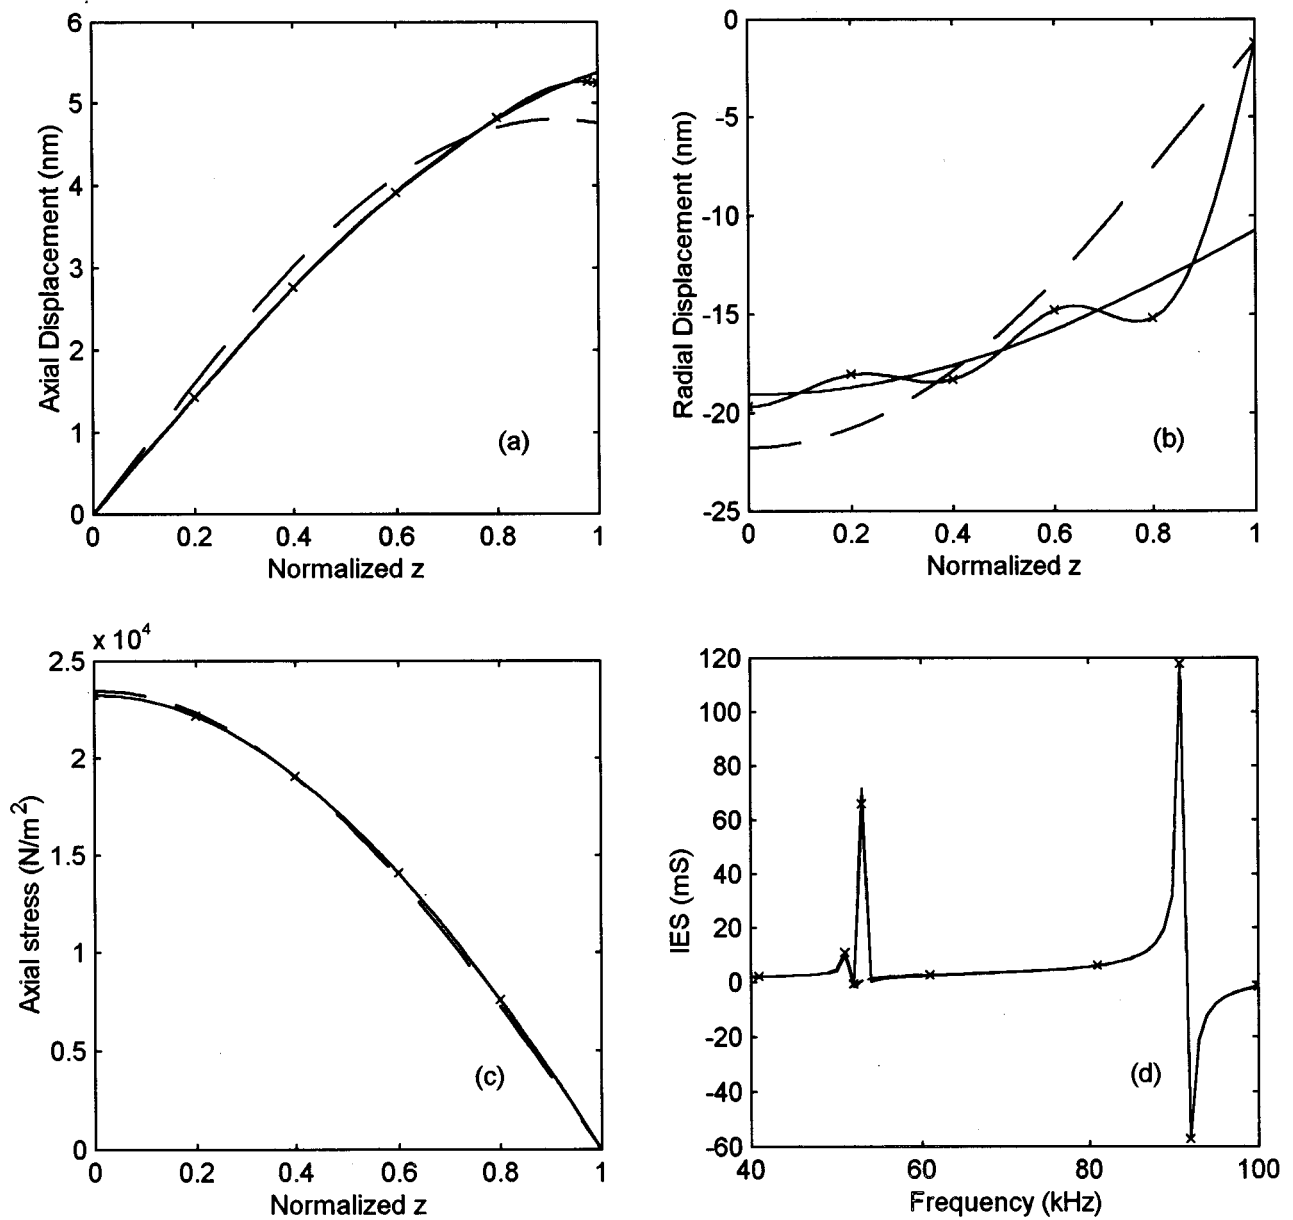 6
5
4
3
2
1
0
Axial Displacement (nm)
(a)
0 0.2 0.4 0.6 0.8 1
Normalized z
0
-5
-10
-15
-20
-25
Radial Displacement (nm)
(b)
0 0.2 0.4 0.6 0.8 1
Normalized z
x 10^4
2.5
2
1.5
1
0.5
0
Axial stress (N/m^2)
(c)
0 0.2 0.4 0.6 0.8 1
Normalized z
120
100
80
60
40
20
0
-20
-40
-60
IES (mS)
(d)
40 60 80 100
Frequency (kHz)